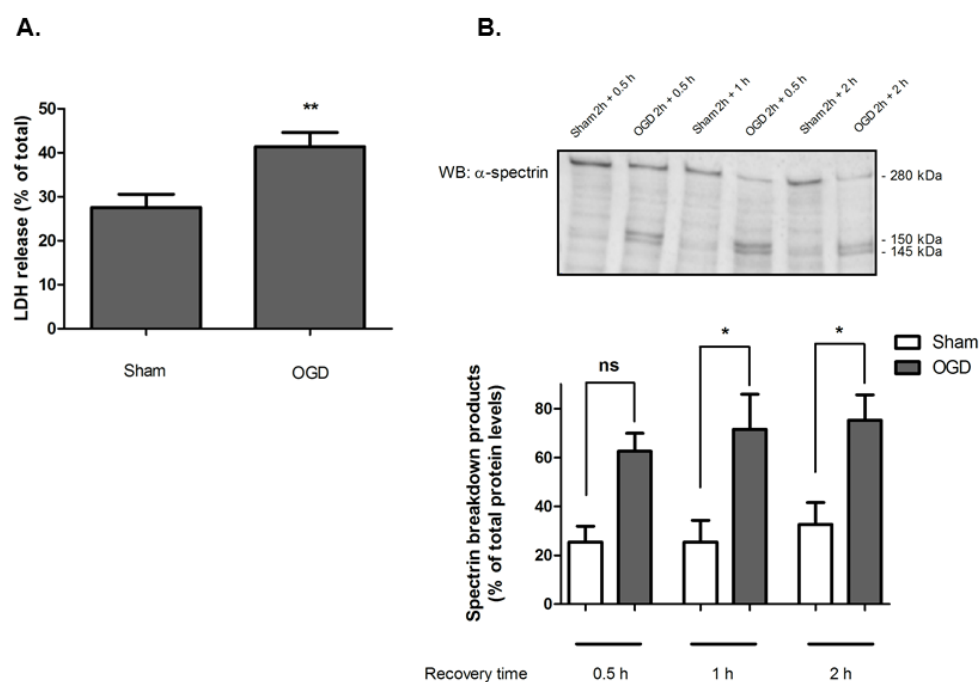 A.
50
40
30
20
10
0
LDH release (% of total)
**
Sham
OGD
B.
Sham 2h + 0.5 h
OGD 2h + 0.5 h
Sham 2h + 1 h
OGD 2h + 0.5 h
Sham 2h + 2 h
OGD 2h + 2 h
WB: α-spectrin
- 280 kDa
- 150 kDa
- 145 kDa
Sham
OGD
ns
*
*
80
60
40
20
0
Spectrin breakdown products
(% of total protein levels)
Recovery time
0.5 h
1 h
2 h